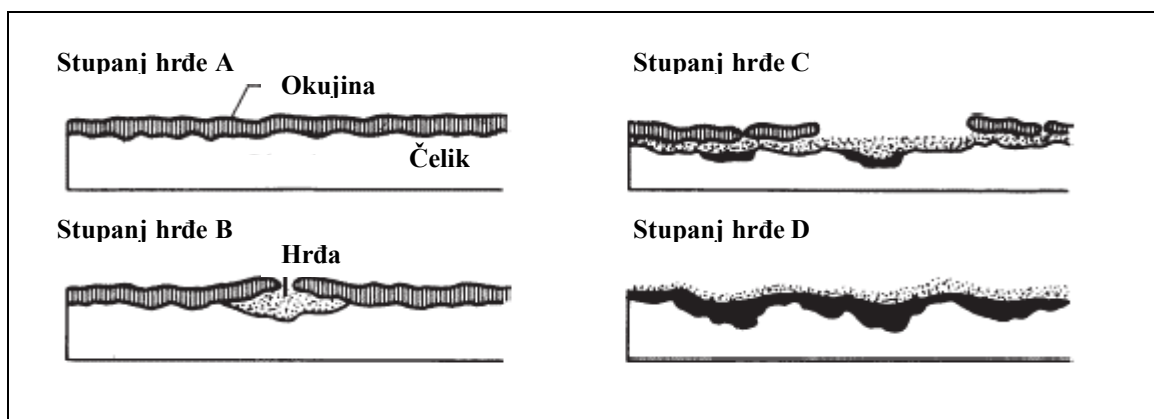 Stupanj hrđe A
Okujina
Čelik
Stupanj hrđe B
Hrđa
Stupanj hrđe C
Stupanj hrđe D